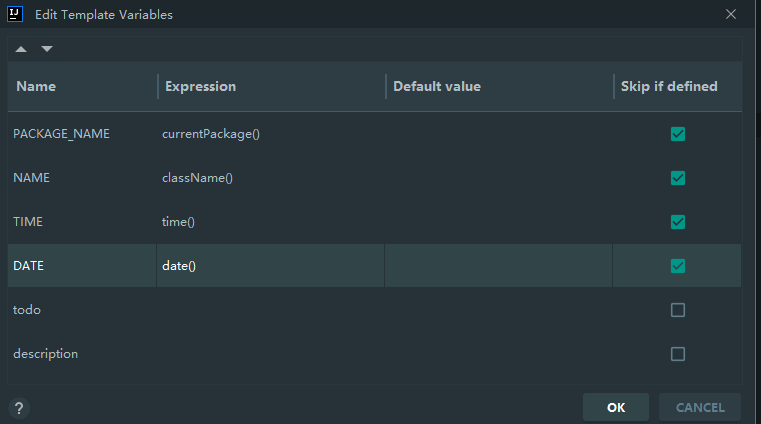 IJ Edit Template Variables
Name Expression Default value Skip if defined
PACKAGE_NAME currentPackage()
NAME className()
TIME time()
DATE date()
todo
description
? OK CANCEL